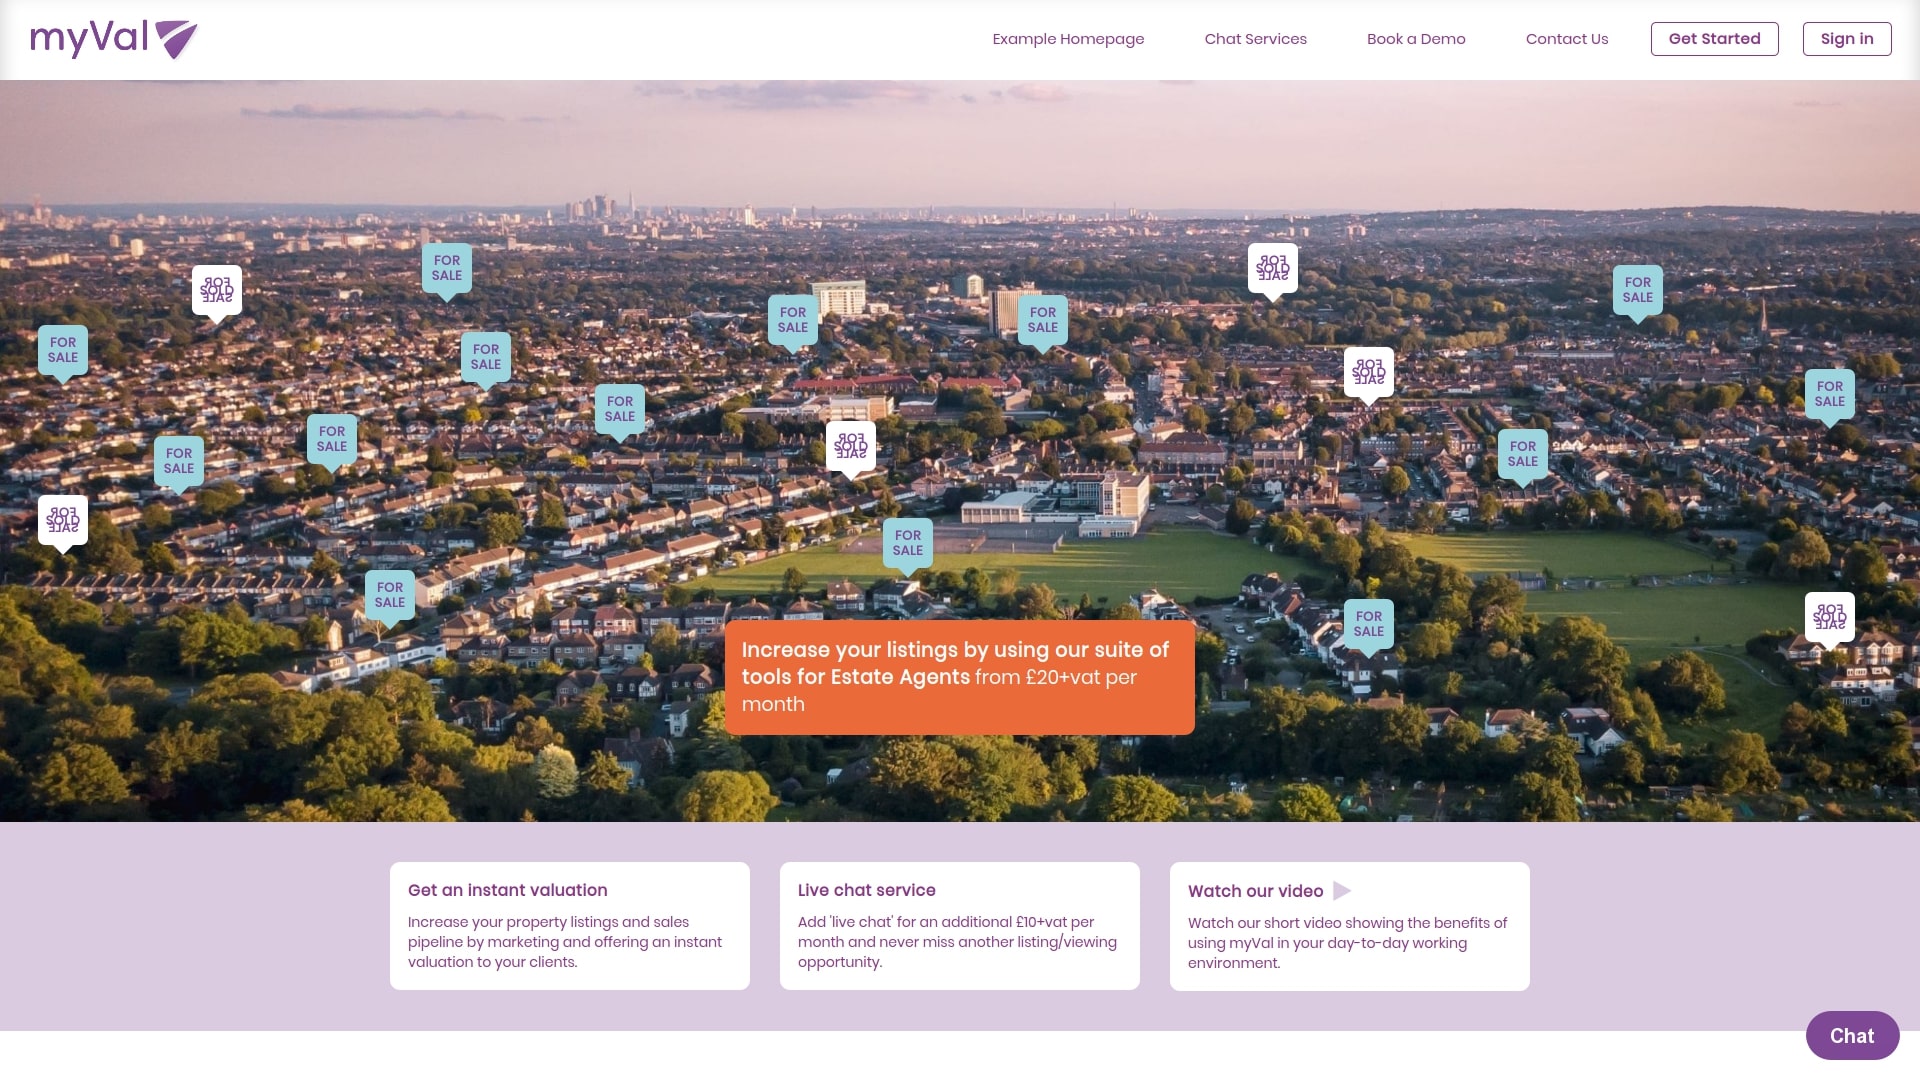 myVal
Example Homepage
Chat Services
Book a Demo
Contact Us
Get Started
Sign in
FOR
SALE
SOLD
FOR
SALE
SOLD
FOR
SALE
FOR
SALE
FOR
SALE
FOR
SALE
FOR
SALE
SOLD
FOR
SALE
FOR
SALE
FOR
SALE
FOR
SALE
SOLD
FOR
SALE
SOLD
FOR
SALE
FOR
SALE
FOR
SALE
SOLD
Increase your listings by using our suite of
tools for Estate Agents from £20+vat per
month
Get an instant valuation
Increase your property listings and sales
pipeline by marketing and offering an instant
valuation to your clients.
Live chat service
Add 'live chat' for an additional £10+vat per
month and never miss another listing/viewing
opportunity.
Watch our video
Watch our short video showing the benefits of
using myVal in your day-to-day working
environment.
Chat